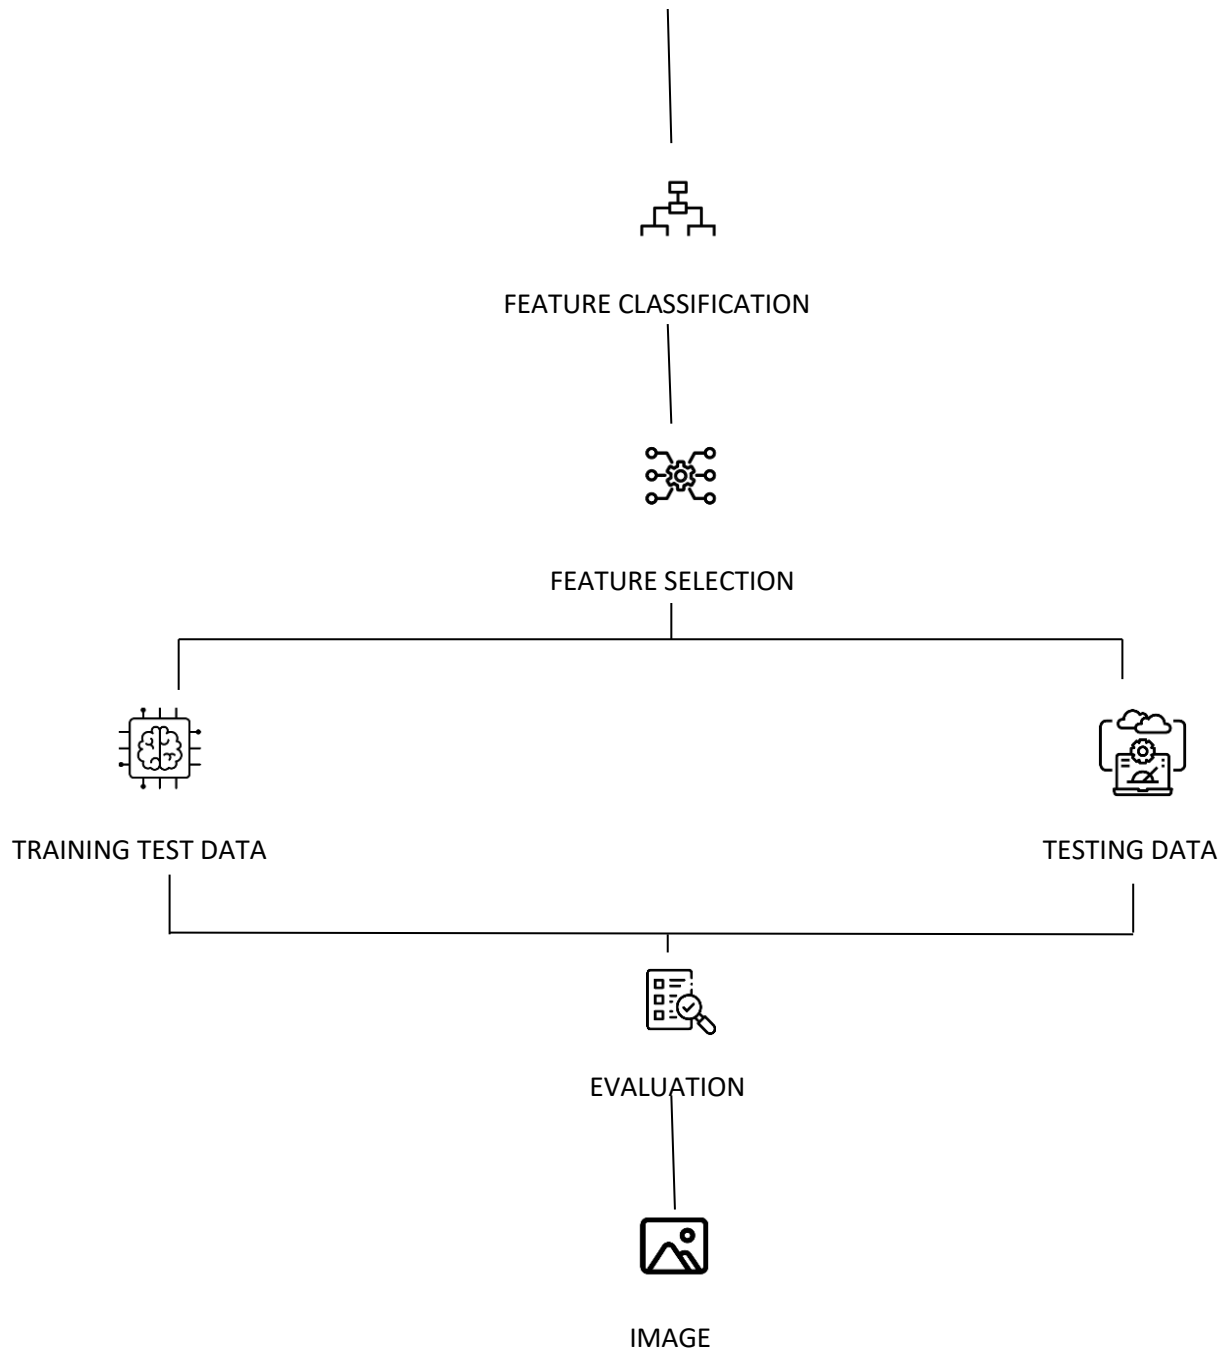 FEATURE CLASSIFICATION
FEATURE SELECTION
TRAINING TEST DATA
TESTING DATA
EVALUATION
IMAGE